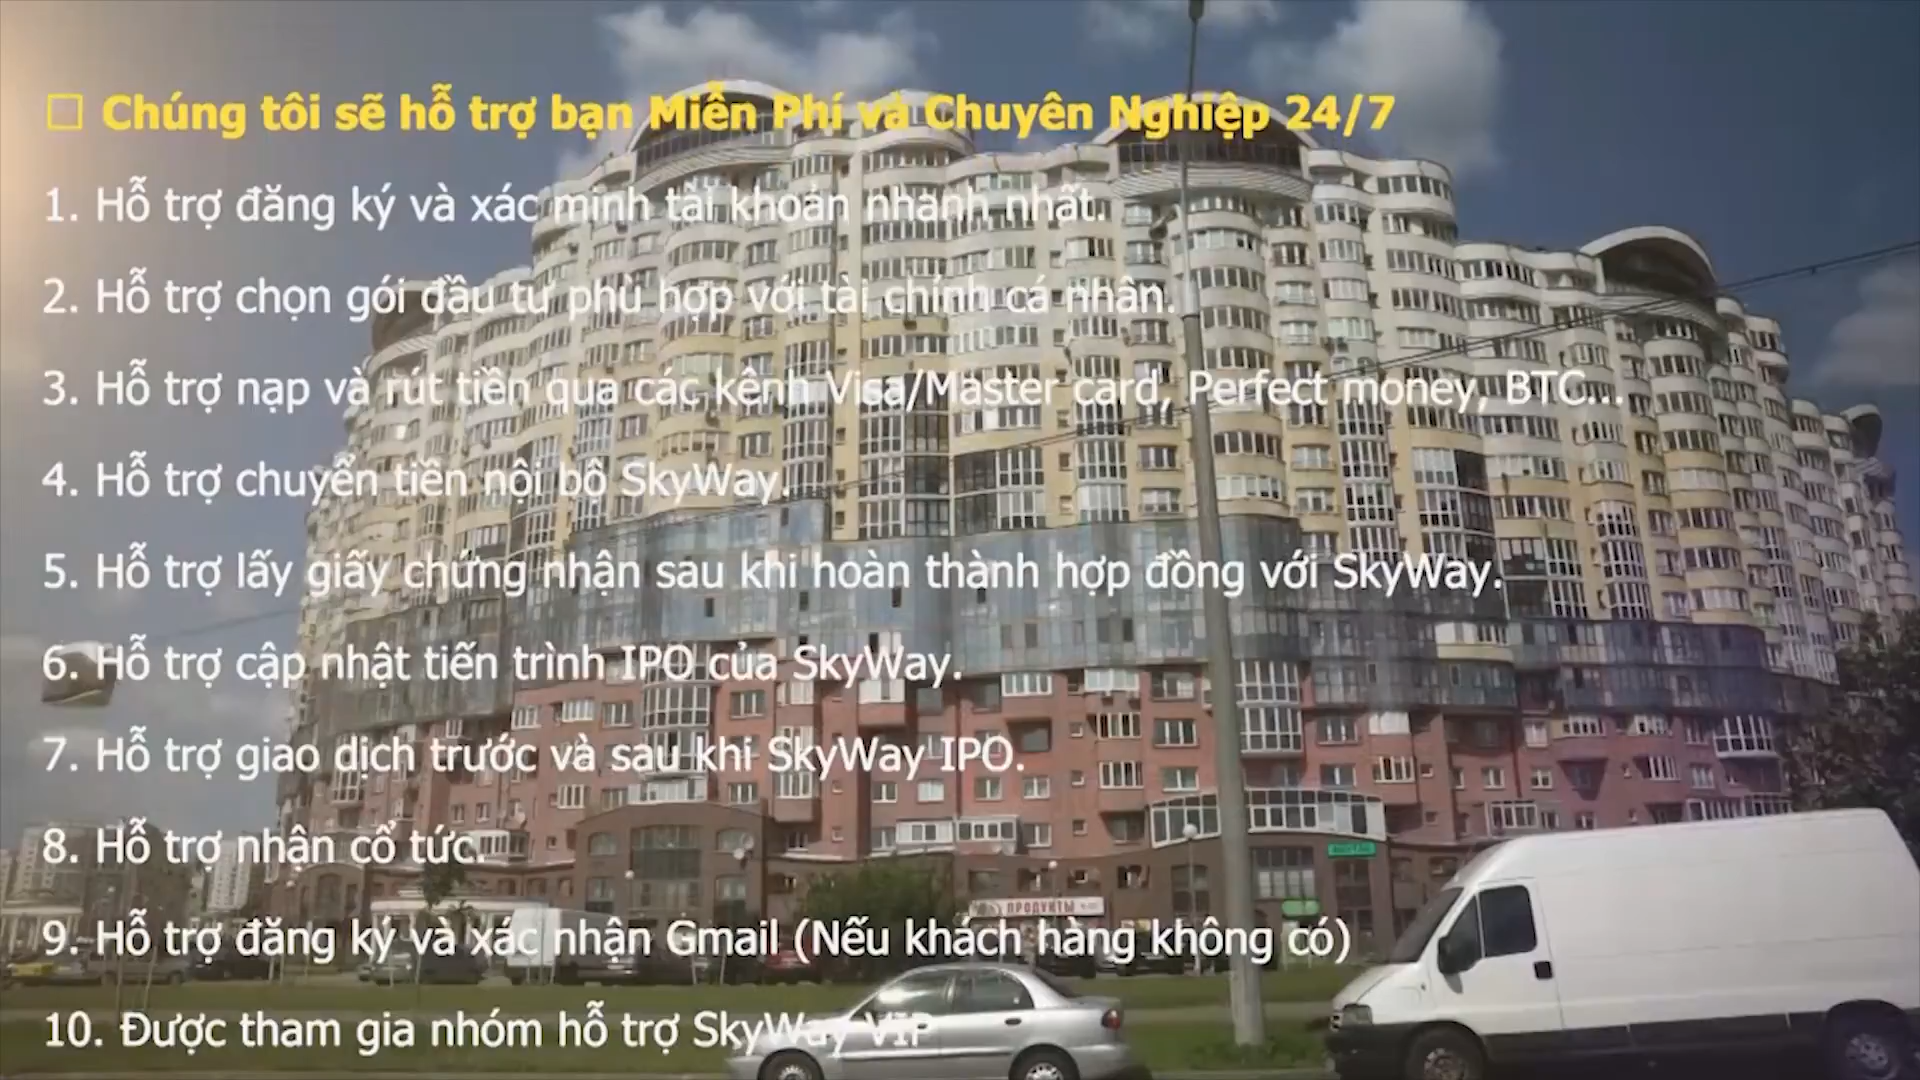 □ Chúng tôi sẽ hỗ trợ bạn Miễn Phí và Chuyên Nghiệp 24/7
1. Hỗ trợ đăng ký và xác minh tài khoản nhanh nhất.
2. Hỗ trợ chọn gói đầu tư phù hợp với tài chính cá nhân.
3. Hỗ trợ nạp và rút tiền qua các kênh Visa/Master card, Perfect money, BTC...
4. Hỗ trợ chuyển tiền nội bộ SkyWay.
5. Hỗ trợ lấy giấy chứng nhận sau khi hoàn thành hợp đồng với SkyWay.
6. Hỗ trợ cập nhật tiến trình IPO của SkyWay.
7. Hỗ trợ giao dịch trước và sau khi SkyWay IPO.
8. Hỗ trợ nhận cổ tức.
ПРОДУКТЫ
9. Hỗ trợ đăng ký và xác nhận Gmail (Nếu khách hàng không có)
10. Được tham gia nhóm hỗ trợ SkyWay VIP